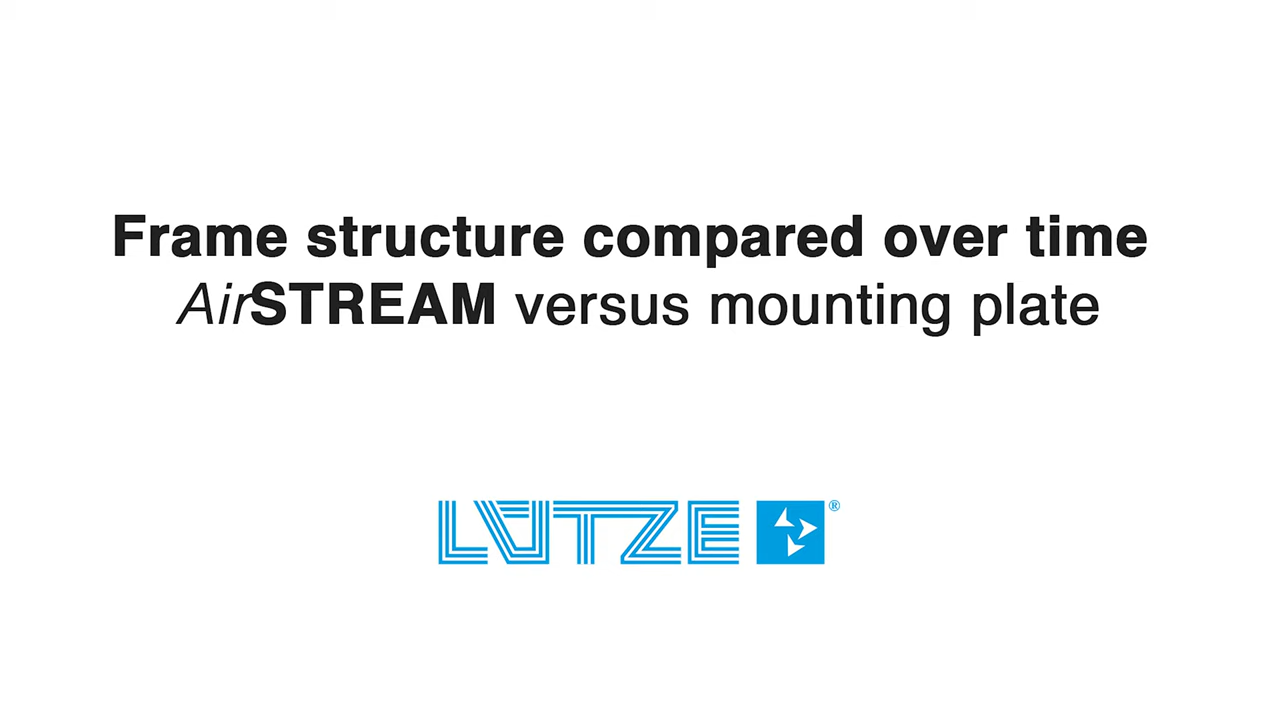 Frame structure compared over time
AirSTREAM versus mounting plate
LÜTZE ®